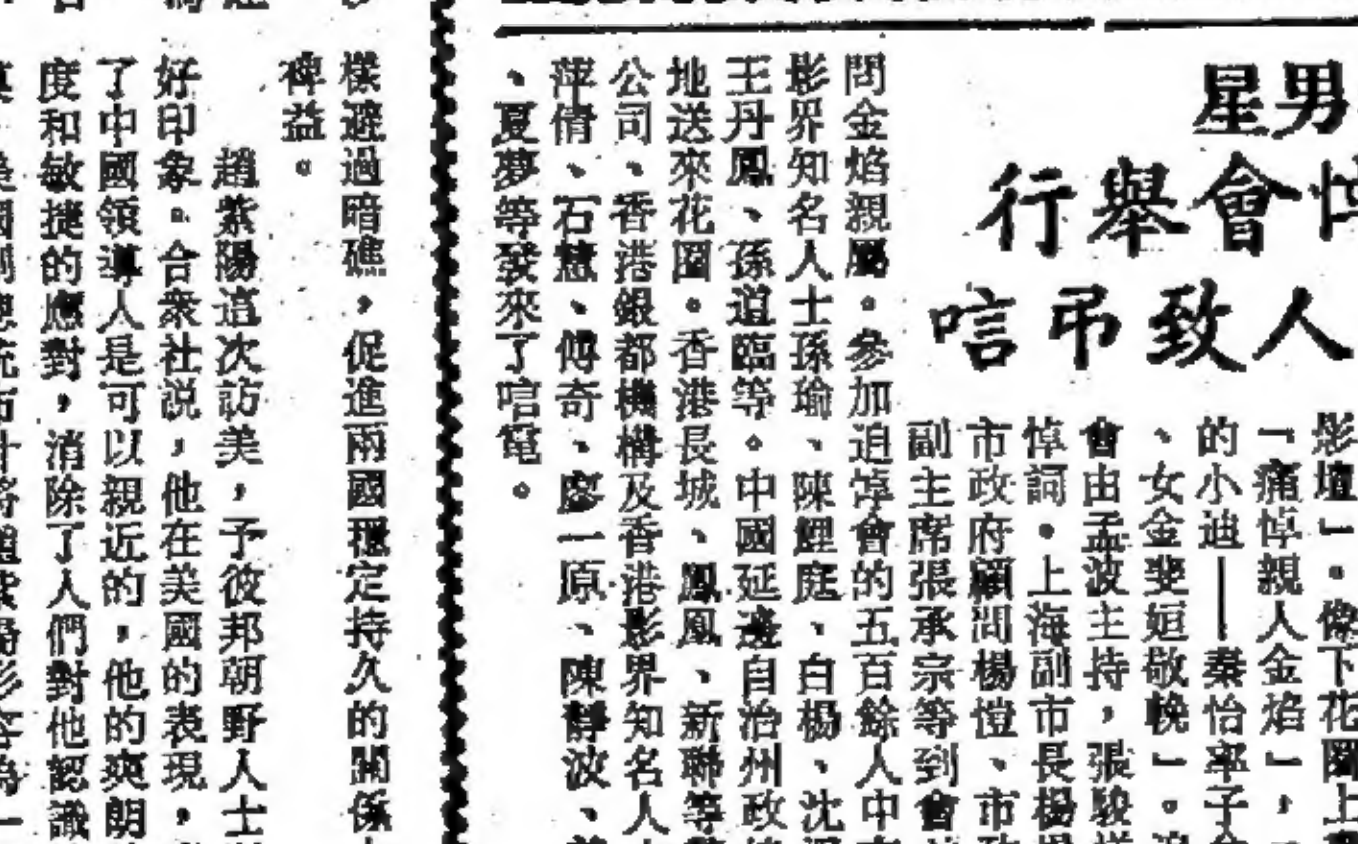 男星
會舉行
人致弔唁
影壇」。像下花圈上
「痛悼親人金焰」，
的小迪——秦怡率子
、女金斐姮敬輓」。
會由孟波主持，張駿
悼詞。上海副市長楊
市政府顧問楊愷、市
副主席張承宗等到會
問金焰親屬。參加追悼會的五百餘人中
影界知名人士孫瑜、陳鯉庭、白楊、沈
王丹鳳、孫道臨等。中國延邊自治州政
地送來花圈。香港長城、鳳凰、新聯等
公司、香港銀都機構及香港影界知名人
萍倩、石慧、傅奇、廖一原、陳靜波、
、夏夢等發來了唁電。
樣避過暗礁，促進兩國穩定持久的關係
裨益。
趙紫陽這次訪美，予彼邦朝野人士
好印象。合衆社説，他在美國的表現，
了中國領導人是可以親近的，他的爽朗
度和敏捷的應對，消除了人們對他認識